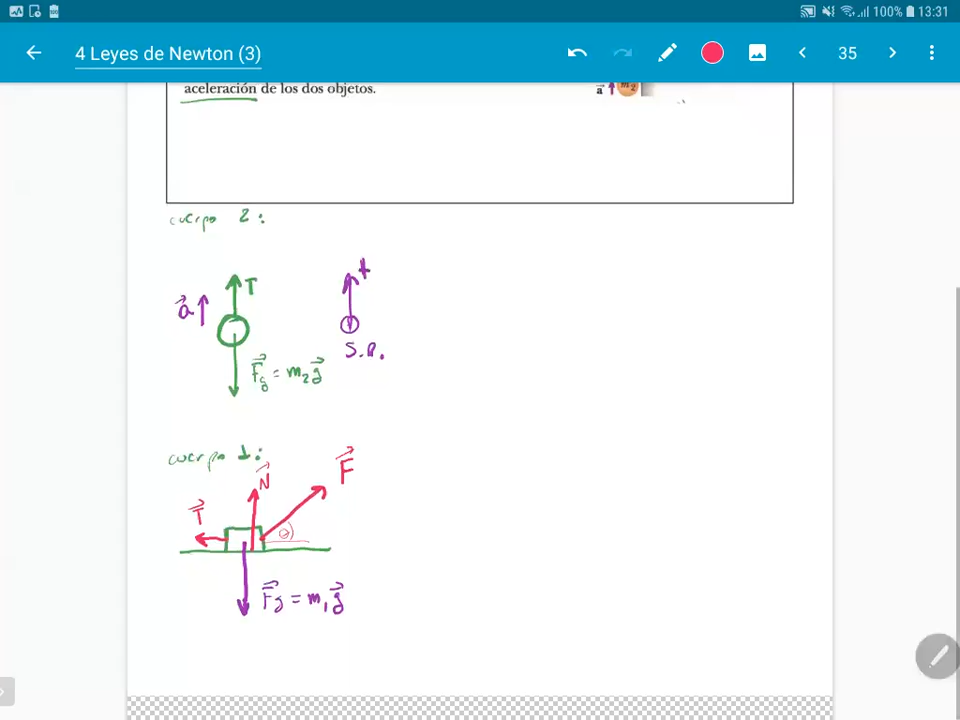 100% 13:31
4 Leyes de Newton (3)
35
aceleración de los dos objetos.
a m2
cuerpo 2:
T
a
+
S.R.
Fg = m2g
cuerpo 1:
F
N
T
θ
Fg = m1g